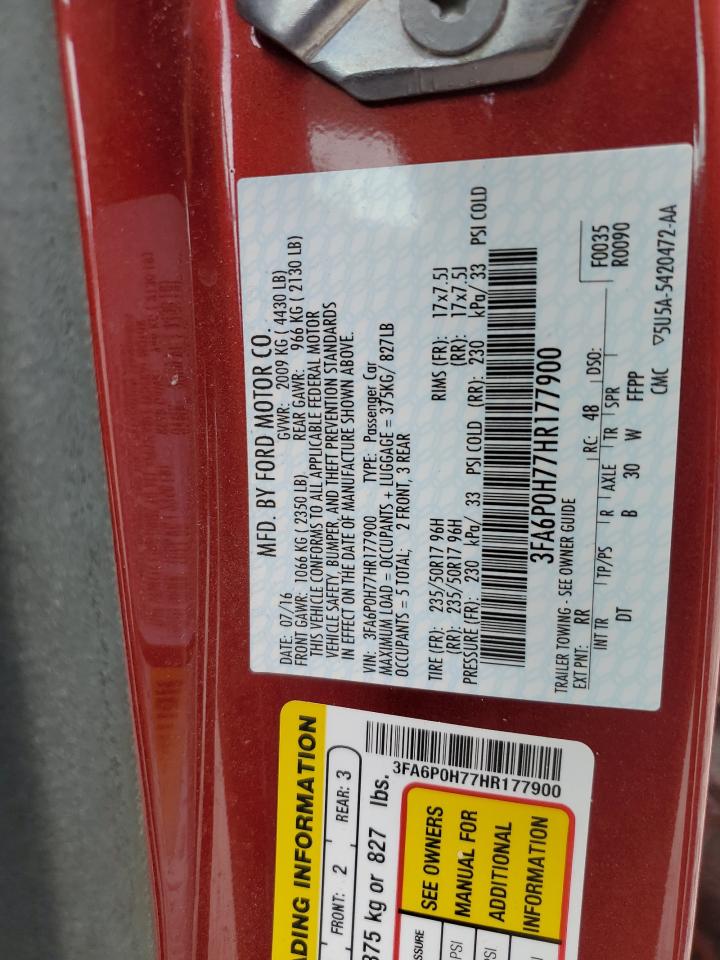 MFD. BY FORD MOTOR CO.
DATE: 07/16 GVWR: 2009 KG ( 4430 LB)
FRONT GAWR: 1066 KG ( 2350 LB) REAR GAWR: 966 KG ( 2130 LB)
THIS VEHICLE CONFORMS TO ALL APPLICABLE FEDERAL MOTOR
VEHICLE SAFETY, BUMPER, AND THEFT PREVENTION STANDARDS
IN EFFECT ON THE DATE OF MANUFACTURE SHOWN ABOVE.
VIN: 3FA6P0H77HR177900 TYPE: Passenger Car
MAXIMUM LOAD = OCCUPANTS + LUGGAGE = 375KG/ 827LB
OCCUPANTS = 5 TOTAL; 2 FRONT, 3 REAR
TIRE (FR): 235/50R17 96H RIMS (FR): 17x7.5J
(RR): 235/50R17 96H (RR): 17x7.5J
PRESSURE (FR): 230 kPa/ 33 PSI COLD (RR): 230 kPa/ 33 PSI COLD
3FA6P0H77HR177900
TRAILER TOWING - SEE OWNER GUIDE F0035
EXT PNT: RR RC: 48 DSO: R0090
INT TR TP/PS R AXLE TR SPR
DT B 30 W FFPP
CMC ▽5U5A-5420472-AA
ADING INFORMATION
FRONT: 2 REAR: 3
375 kg or 827 lbs.
3FA6P0H77HR177900
SEE OWNERS
MANUAL FOR
ADDITIONAL
INFORMATION
SSURE
PSI
PSI